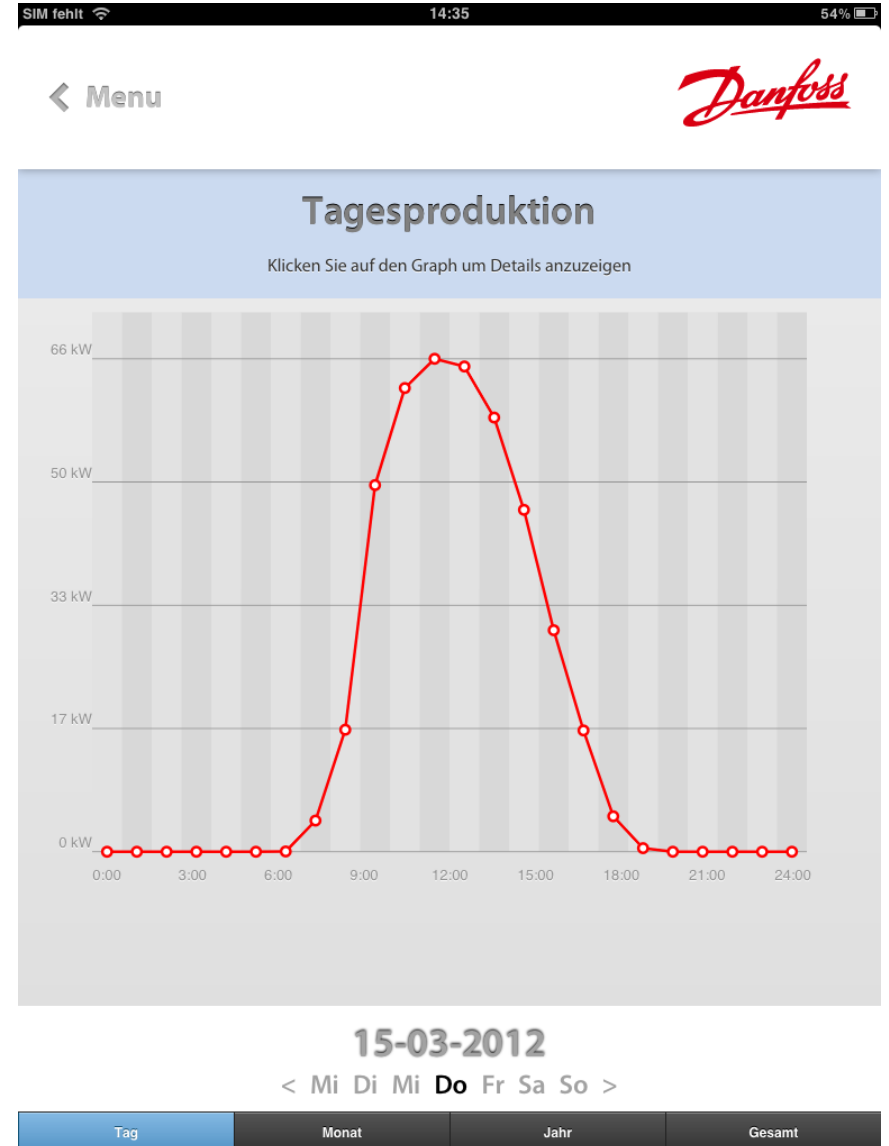 SIM fehlt 14:35 54%
Menu
Danfoss
Tagesproduktion
Klicken Sie auf den Graph um Details anzuzeigen
66 kW
50 kW
33 kW
17 kW
0 kW
0:00 3:00 6:00 9:00 12:00 15:00 18:00 21:00 24:00
15-03-2012
< Mi Di Mi Do Fr Sa So >
Tag Monat Jahr Gesamt